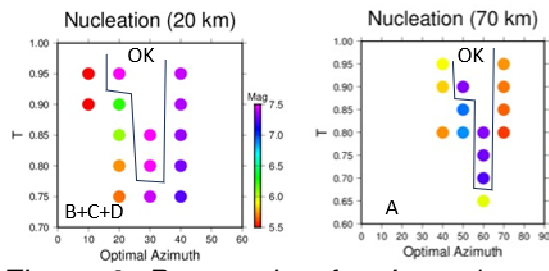 Nucleation (20 km)
Nucleation (70 km)
OK
OK
1.00
0.95
0.90
0.85
0.80
0.75
0.70
T
B+C+D
0 10 20 30 40 50 60
Optimal Azimuth
Mag
7.5
7.0
6.5
6.0
5.5
1.00
0.95
0.90
0.85
0.80
0.75
0.70
0.65
0.60
T
A
0 10 20 30 40 50 60 70 80 90
Optimal Azimuth